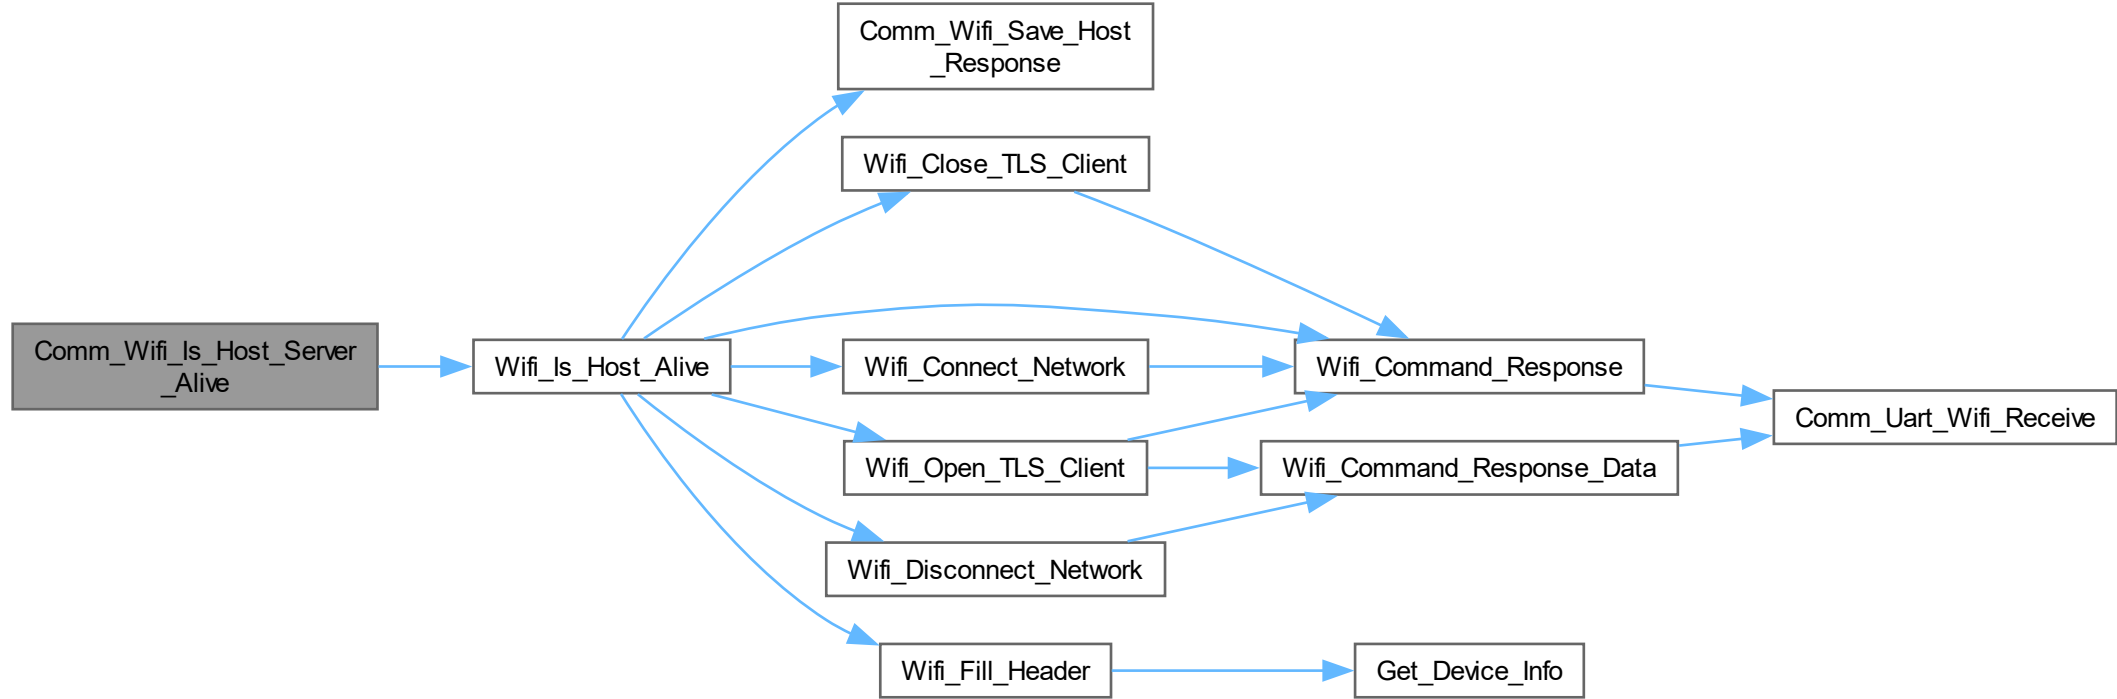 Comm_Wifi_Save_Host
_Response
Wifi_Close_TLS_Client
Comm_Wifi_Is_Host_Server
_Alive
Wifi_Is_Host_Alive
Wifi_Connect_Network
Wifi_Command_Response
Comm_Uart_Wifi_Receive
Wifi_Open_TLS_Client
Wifi_Command_Response_Data
Wifi_Disconnect_Network
Wifi_Fill_Header
Get_Device_Info